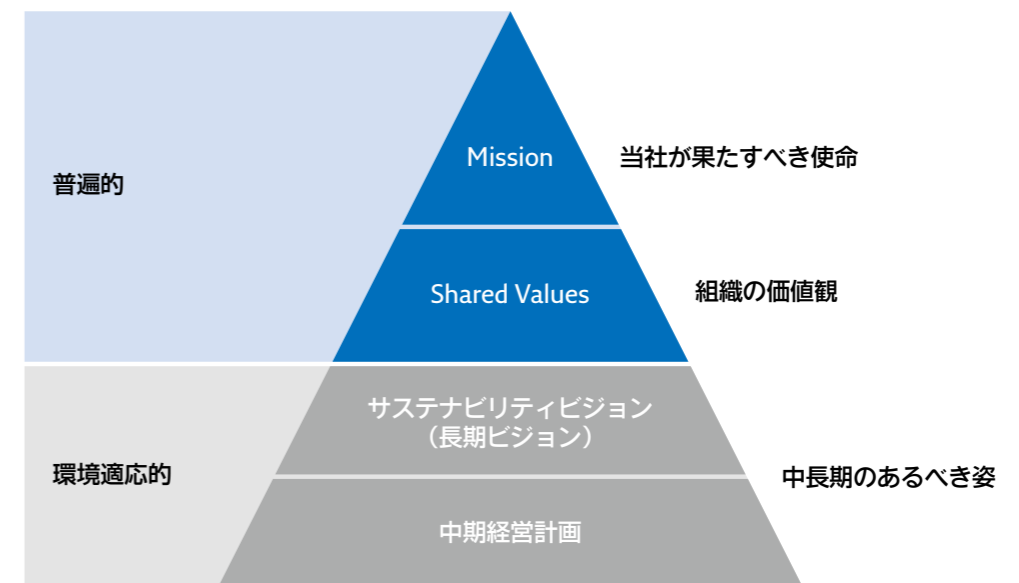 Mission
当社が果たすべき使命
普遍的
Shared Values
組織の価値観
サステナビリティビジョン
（長期ビジョン）
環境適応的
中長期のあるべき姿
中期経営計画